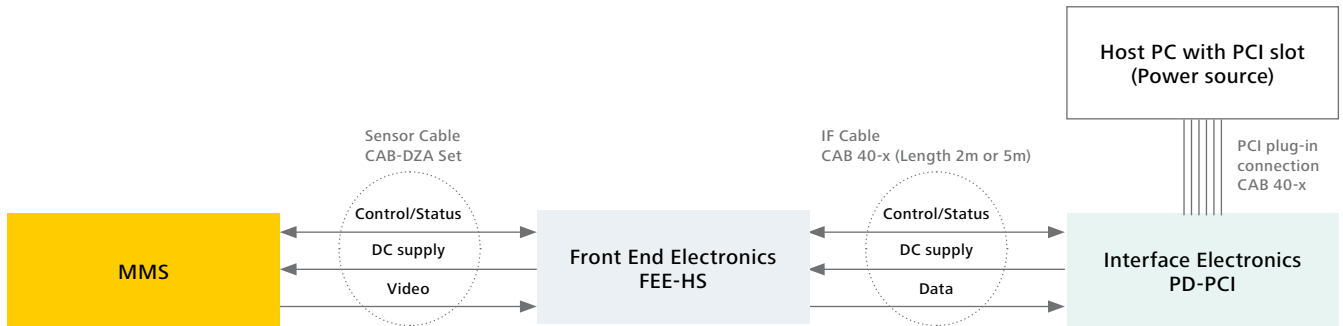 Host PC with PCI slot
(Power source)
Sensor Cable
CAB-DZA Set
IF Cable
CAB 40-x (Length 2m or 5m)
PCI plug-in
connection
CAB 40-x
MMS
Control/Status
DC supply
Video
Front End Electronics
FEE-HS
Control/Status
DC supply
Data
Interface Electronics
PD-PCI